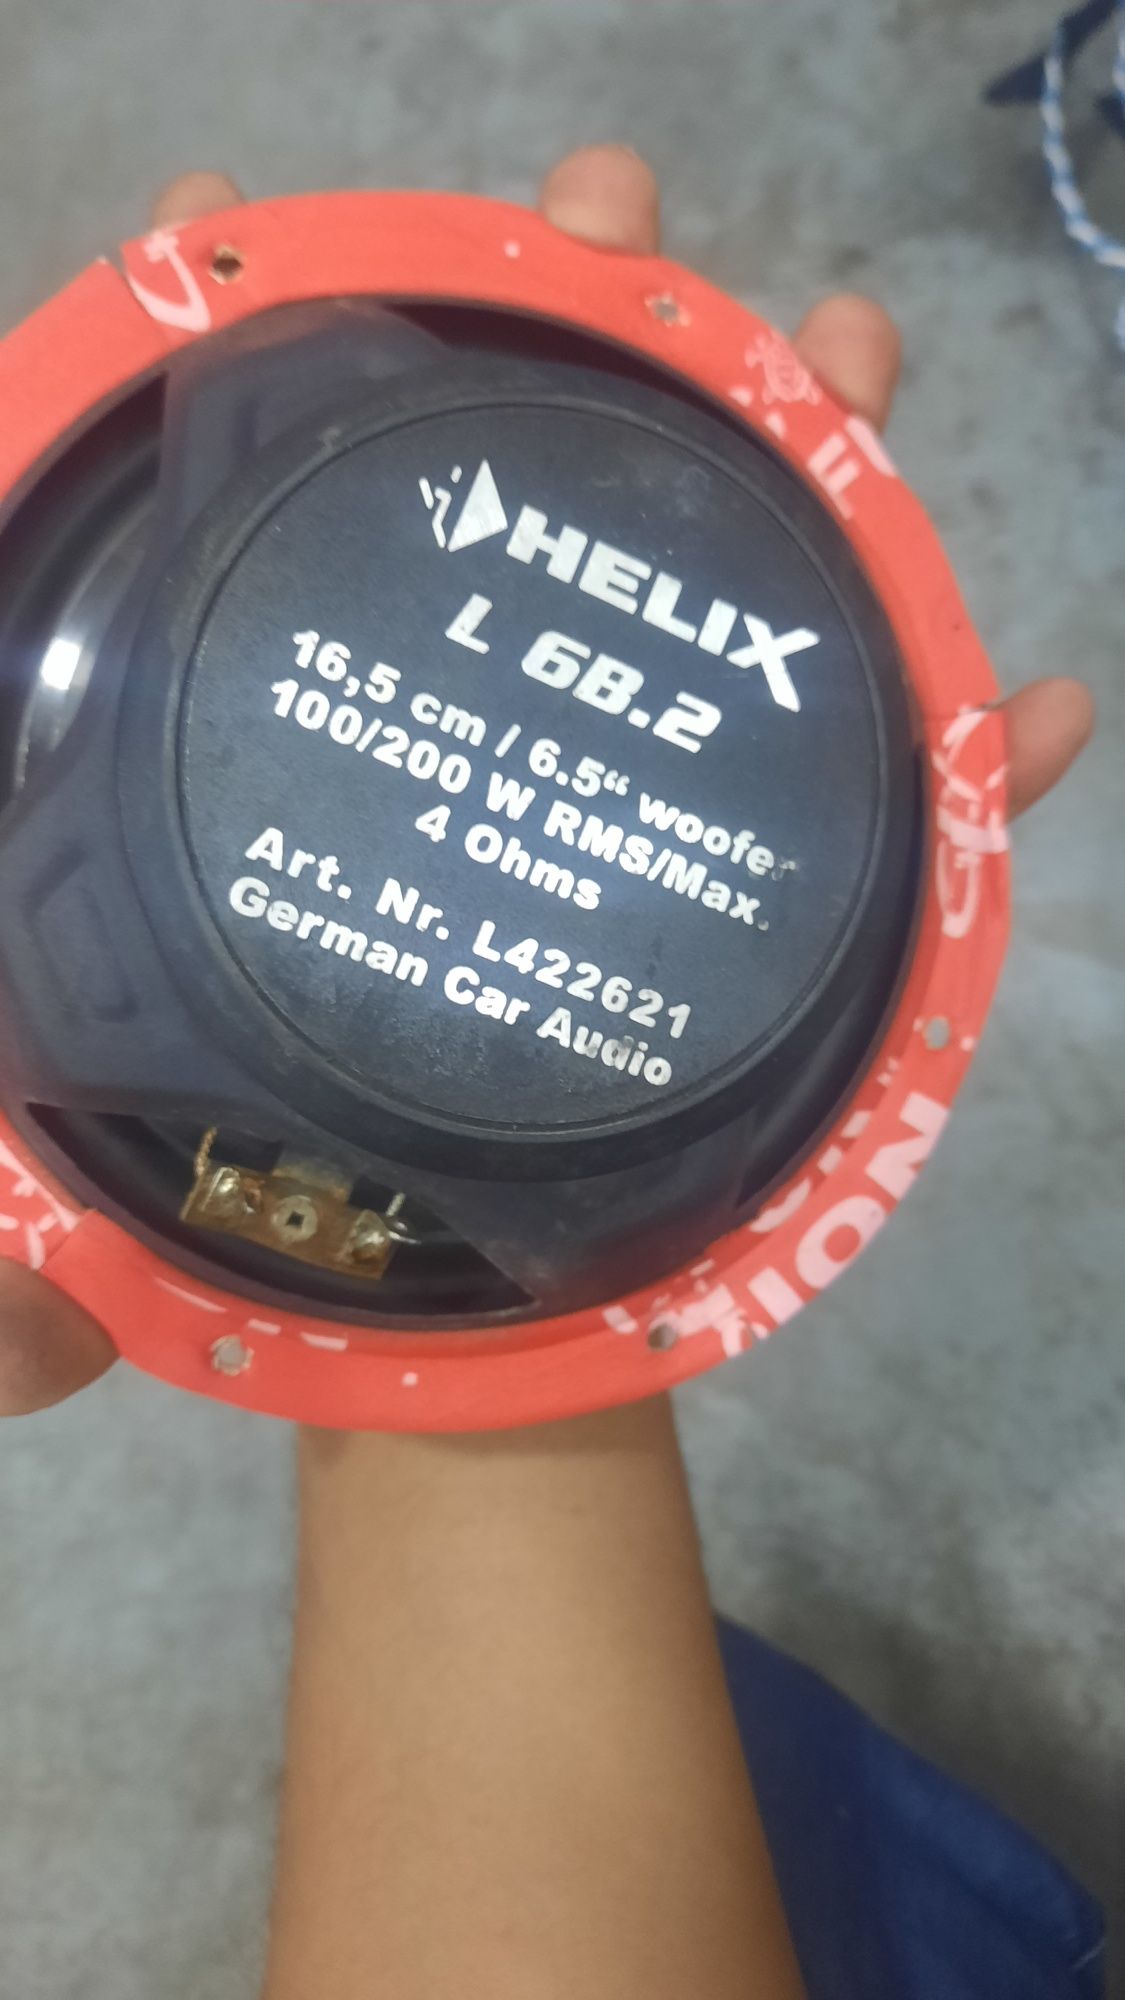 HELIX
L 6B.2
16,5 cm / 6.5“ woofer
100/200 W RMS/Max.
4 Ohms
Art. Nr. L422621
German Car Audio